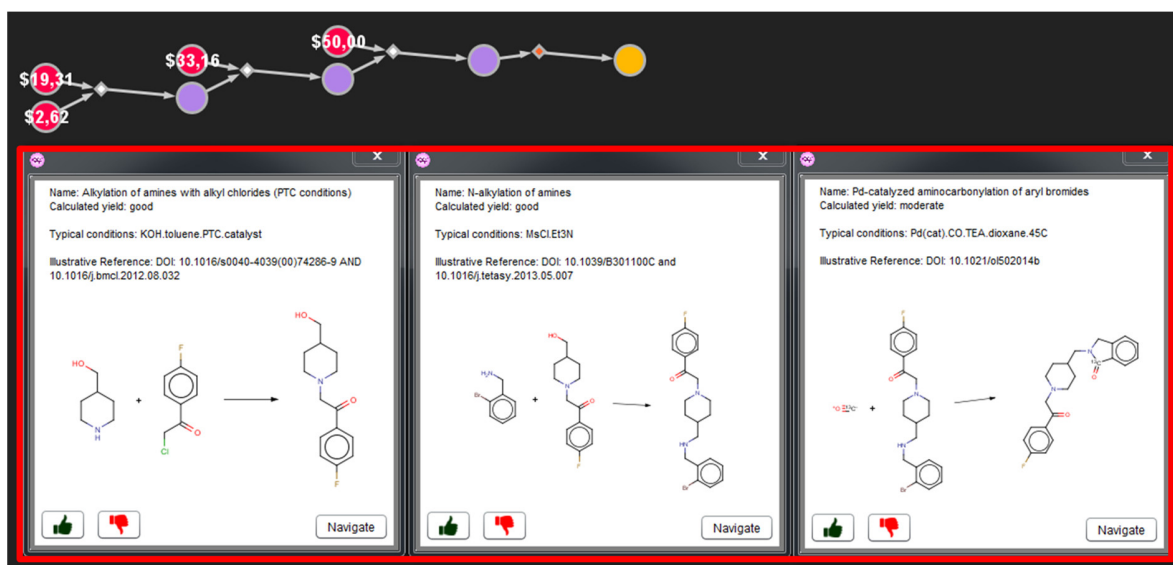 $50,00
$33,16
$19,31
$2,62
X
Name: Alkylation of amines with alkyl chlorides (PTC conditions)
Calculated yield: good
Typical conditions: KOH.toluene.PTC.catalyst
Illustrative Reference: DOI: 10.1016/s0040-4039(00)74286-9 AND
10.1016/j.bmcl.2012.08.032
HO
NH
+
F
O
Cl
HO
N
O
F
Navigate
X
Name: N-alkylation of amines
Calculated yield: good
Typical conditions: MsCl.Et3N
Illustrative Reference: DOI: 10.1039/B301100C and
10.1016/j.tetasy.2013.05.007
H2N
Br
+
HO
N
O
F
F
O
N
HN
Br
Navigate
X
Name: Pd-catalyzed aminocarbonylation of aryl bromides
Calculated yield: moderate
Typical conditions: Pd(cat).CO.TEA.dioxane.45C
Illustrative Reference: DOI: 10.1021/ol502014b
+
F
O
N
HN
Br
N
O
N
O
F
Navigate